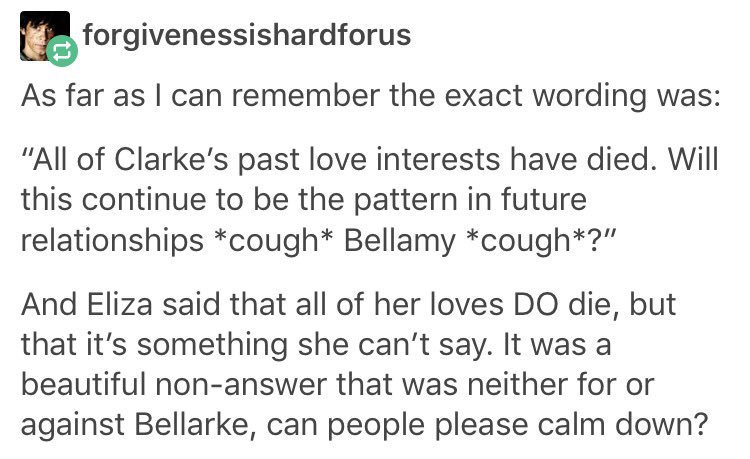 forgivenessishardforus
As far as I can remember the exact wording was:
“All of Clarke’s past love interests have died. Will
this continue to be the pattern in future
relationships *cough* Bellamy *cough*?”
And Eliza said that all of her loves DO die, but
that it’s something she can’t say. It was a
beautiful non-answer that was neither for or
against Bellarke, can people please calm down?